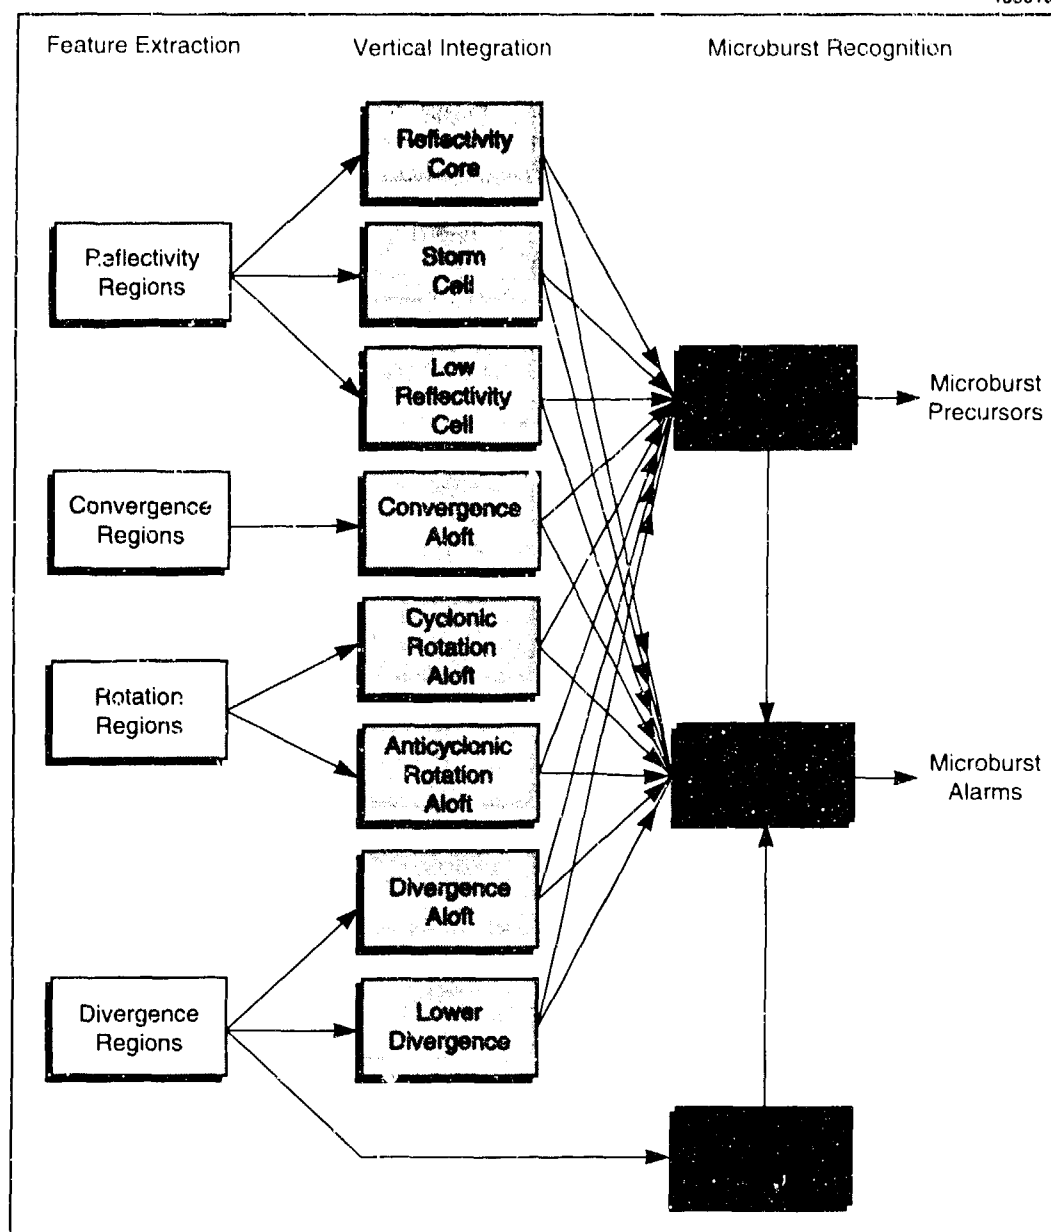 Feature Extraction
Vertical Integration
Microburst Recognition
Reflectivity
Core
Reflectivity
Regions
Storm
Cell
Low
Reflectivity
Cell
Microburst
Precursors
Convergence
Regions
Convergence
Aloft
Cyclonic
Rotation
Aloft
Rotation
Regions
Anticyclonic
Rotation
Aloft
Microburst
Alarms
Divergence
Aloft
Divergence
Regions
Lower
Divergence